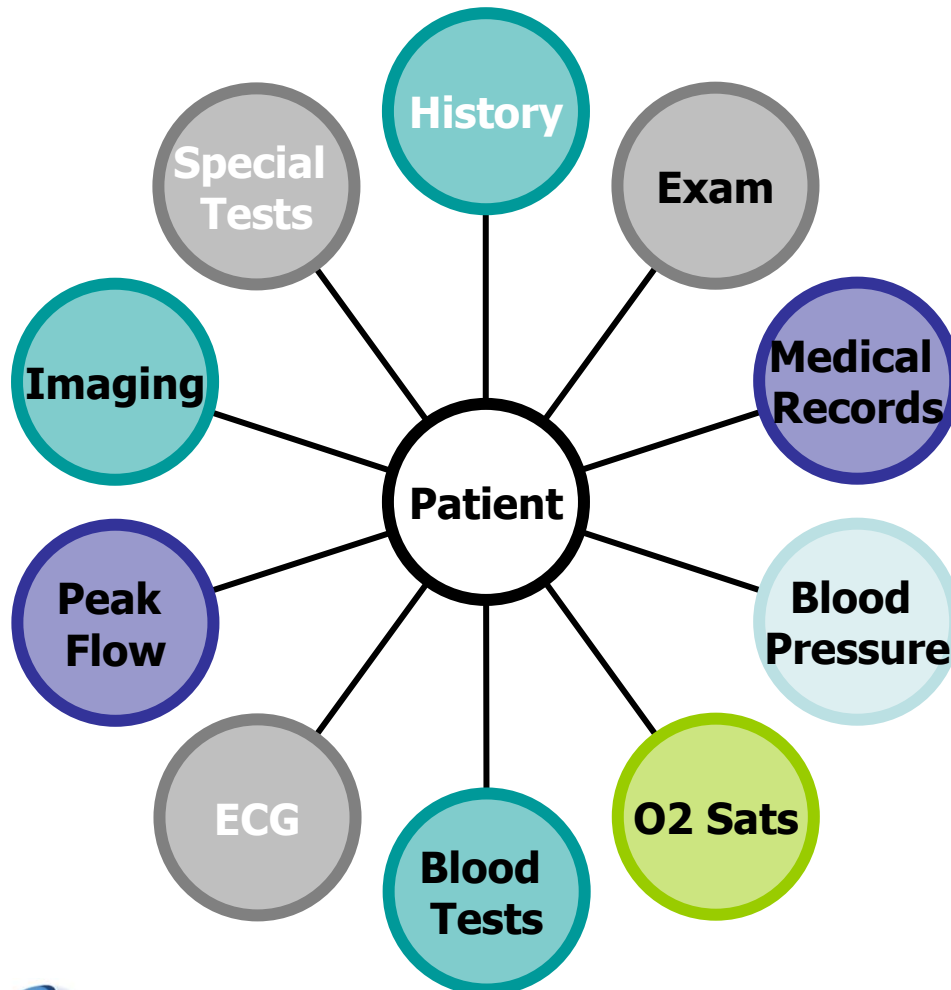 History
Special
Tests
Exam
Imaging
Medical
Records
Patient
Peak
Flow
Blood
Pressure
ECG
O2 Sats
Blood
Tests